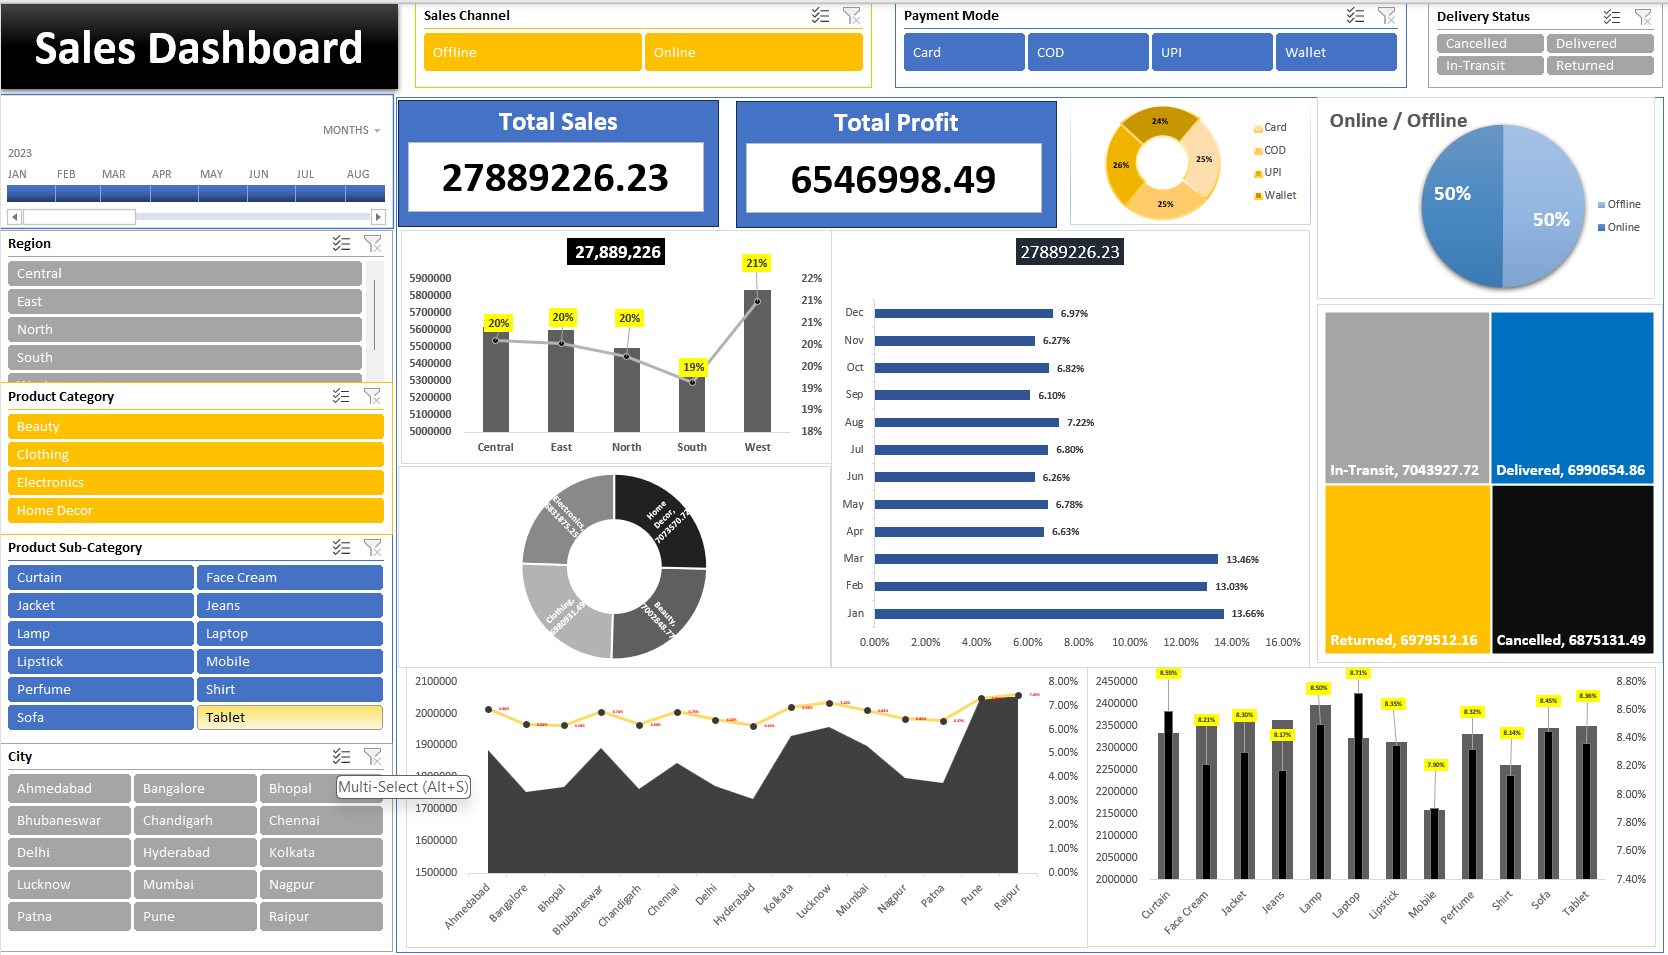 Sales Dashboard
Sales Channel
Offline
Online
Payment Mode
Card
COD
UPI
Wallet
Delivery Status
Cancelled
Delivered
In-Transit
Returned
MONTHS
2023
JAN FEB MAR APR MAY JUN JUL AUG
Region
Central
East
North
South
Product Category
Beauty
Clothing
Electronics
Home Decor
Product Sub-Category
Curtain
Face Cream
Jacket
Jeans
Lamp
Laptop
Lipstick
Mobile
Perfume
Shirt
Sofa
Tablet
City
Ahmedabad
Bangalore
Bhopal
Multi-Select (Alt+S)
Bhubaneswar
Chandigarh
Chennai
Delhi
Hyderabad
Kolkata
Lucknow
Mumbai
Nagpur
Patna
Pune
Raipur
Total Sales
27889226.23
Total Profit
6546998.49
24%
25%
25%
26%
Card
COD
UPI
Wallet
Online / Offline
50%
50%
Offline
Online
27,889,226
5900000
5800000
5700000
5600000
5500000
5400000
5300000
5200000
5100000
5000000
20%
20%
20%
19%
21%
22%
21%
21%
20%
20%
19%
19%
18%
Central East North South West
27889226.23
Dec 6.97%
Nov 6.27%
Oct 6.82%
Sep 6.10%
Aug 7.22%
Jul 6.80%
Jun 6.26%
May 6.78%
Apr 6.63%
Mar 13.46%
Feb 13.03%
Jan 13.66%
0.00% 2.00% 4.00% 6.00% 8.00% 10.00% 12.00% 14.00% 16.00%
In-Transit, 7043927.72
Delivered, 6990654.86
Returned, 6979512.16
Cancelled, 6875131.49
Electronics,
6831875.25
Home
Decor,
Clothing,
6980931.49
Beauty,
2100000
2000000
1900000
1700000
1600000
1500000
8.00%
7.00%
6.00%
5.00%
4.00%
3.00%
2.00%
1.00%
0.00%
Ahmedabad
Bangalore
Bhopal
Bhubaneswar
Chandigarh
Chennai
Delhi
Hyderabad
Kolkata
Lucknow
Mumbai
Nagpur
Patna
Pune
Raipur
2450000
2400000
2350000
2300000
2250000
2200000
2150000
2100000
2050000
2000000
8.59%
8.21%
8.30%
8.17%
8.50%
8.71%
8.35%
7.90%
8.32%
8.14%
8.45%
8.36%
8.80%
8.60%
8.40%
8.20%
8.00%
7.80%
7.60%
7.40%
Curtain
Face Cream
Jacket
Jeans
Lamp
Laptop
Lipstick
Mobile
Perfume
Shirt
Sofa
Tablet